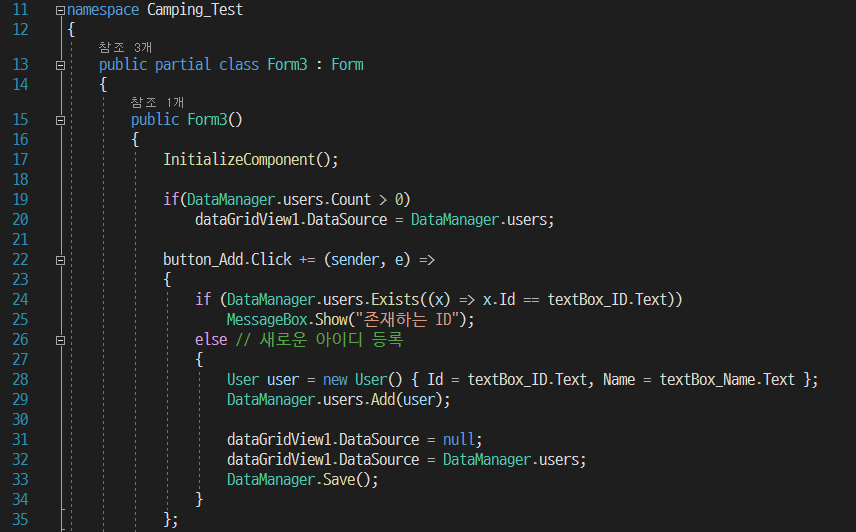 11 namespace Camping_Test
12 {
참조 3개
13 public partial class Form3 : Form
14 {
참조 1개
15 public Form3()
16 {
17 InitializeComponent();
18
19 if(DataManager.users.Count > 0)
20 dataGridView1.DataSource = DataManager.users;
21
22 button_Add.Click += (sender, e) =>
23 {
24 if (DataManager.users.Exists((x) => x.Id == textBox_ID.Text))
25 MessageBox.Show("존재하는 ID");
26 else // 새로운 아이디 등록
27 {
28 User user = new User() { Id = textBox_ID.Text, Name = textBox_Name.Text };
29 DataManager.users.Add(user);
30
31 dataGridView1.DataSource = null;
32 dataGridView1.DataSource = DataManager.users;
33 DataManager.Save();
34 }
35 };